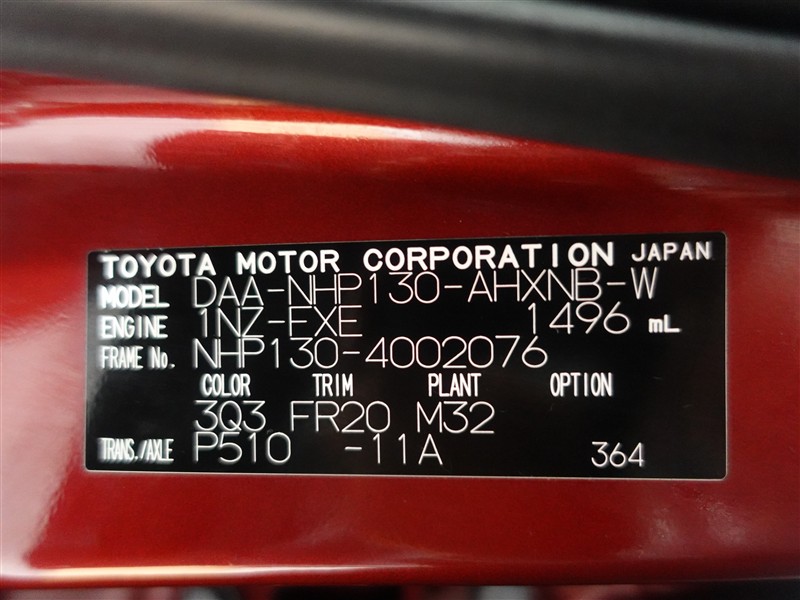 TOYOTA MOTOR CORPORATION JAPAN
MODEL DAA-NHP130-AHXNB-W
ENGINE 1NZ-EXE 1496 mL
FRAME No. NHP130-4002076
COLOR TRIM PLANT OPTION
3Q3 FR20 M32
TRANS./AXLE P510 -11A 364